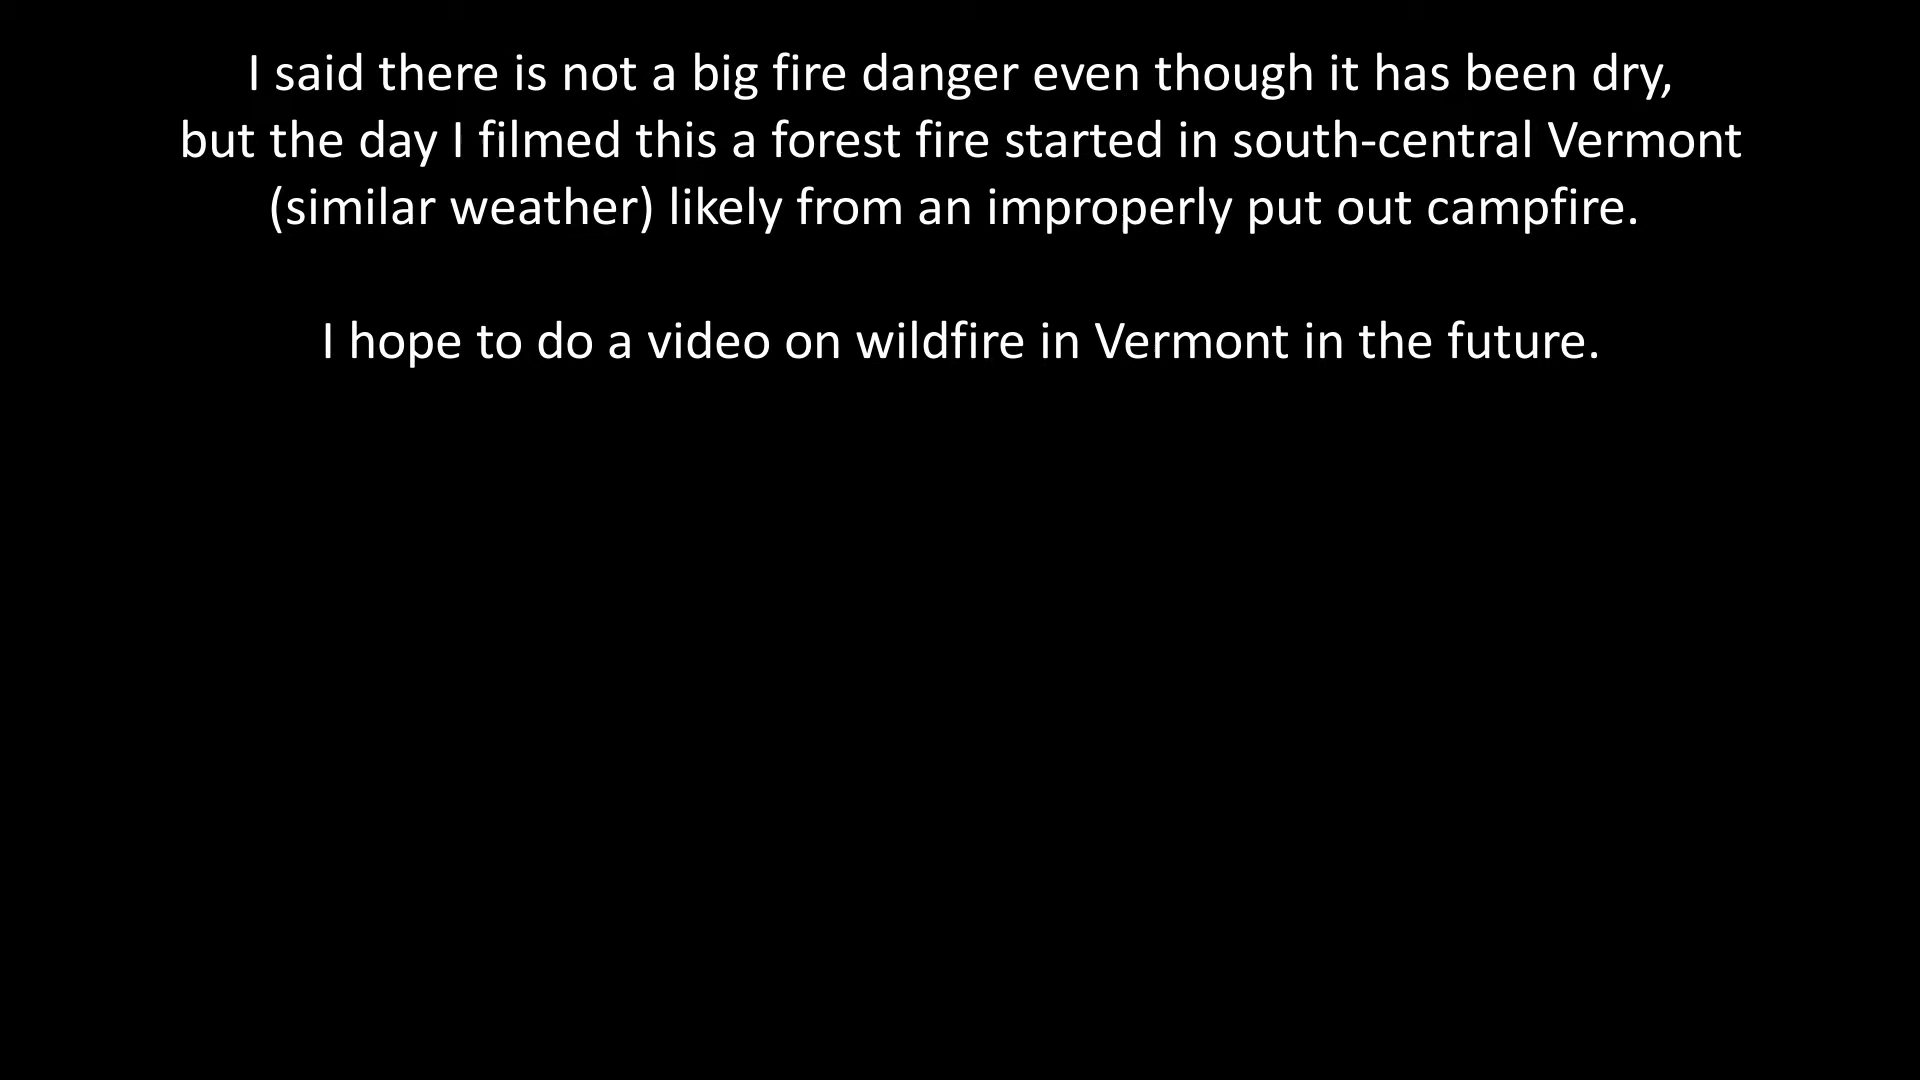 I said there is not a big fire danger even though it has been dry,
but the day I filmed this a forest fire started in south-central Vermont
(similar weather) likely from an improperly put out campfire.
I hope to do a video on wildfire in Vermont in the future.